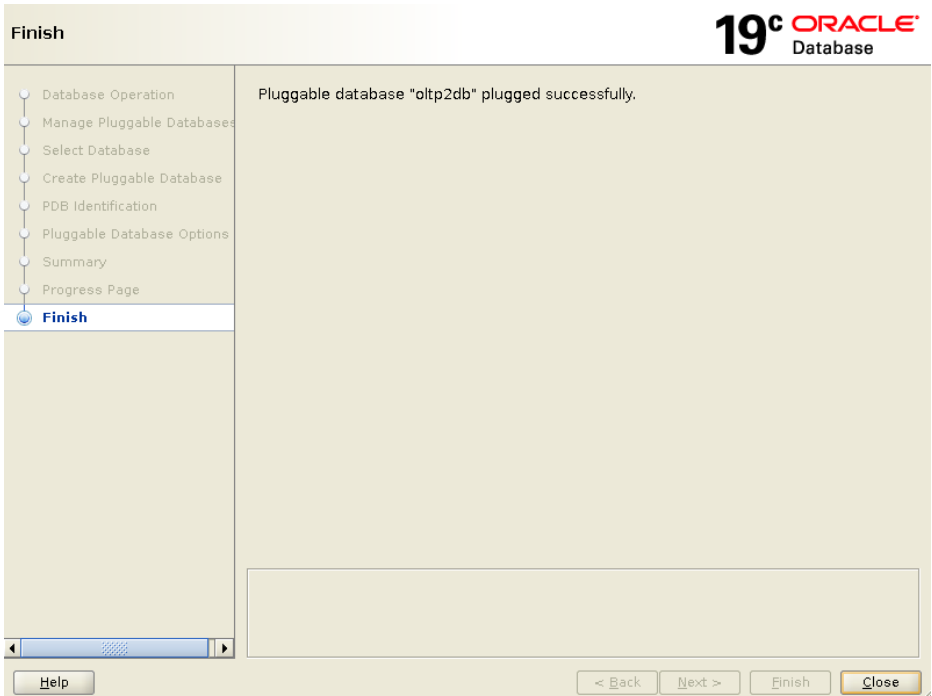 Finish
19c ORACLE
Database
Database Operation
Manage Pluggable Databases
Select Database
Create Pluggable Database
PDB Identification
Pluggable Database Options
Summary
Progress Page
Finish
Pluggable database "oltp2db" plugged successfully.
Help
< Back
Next >
Finish
Close